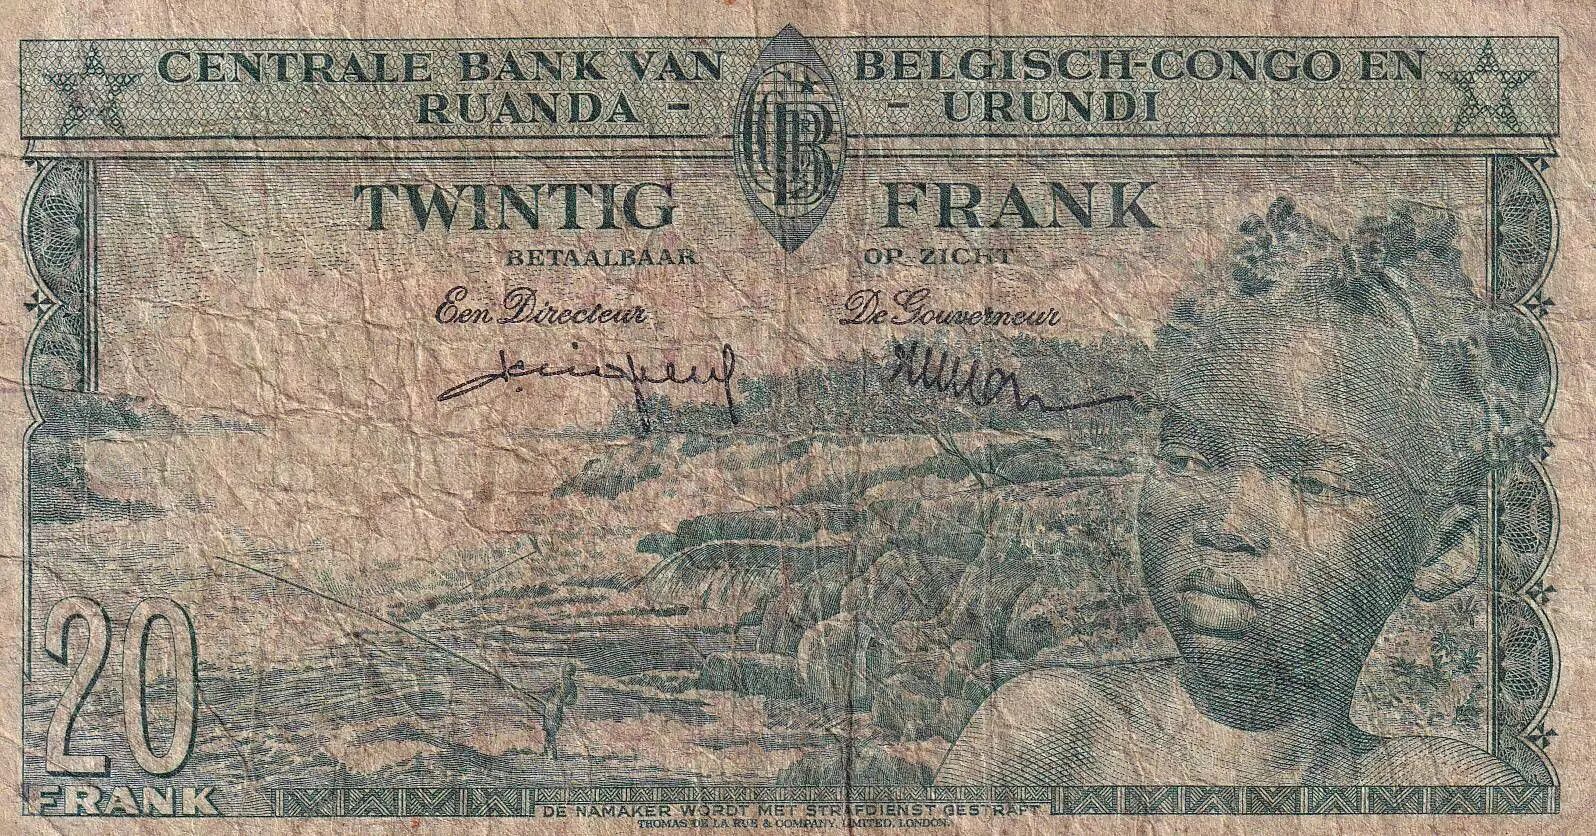 CENTRALE BANK VAN BELGISCH-CONGO EN
RUANDA - - URUNDI
TWINTIG FRANK
BETAALBAAR OP ZICHT
Een Directeur De Gouverneur
20
FRANK
DE NAMAKER WORDT MET STRAFDIENST GESTRAFT
THOMAS DE LA RUE & COMPANY, LIMITED, LONDON.